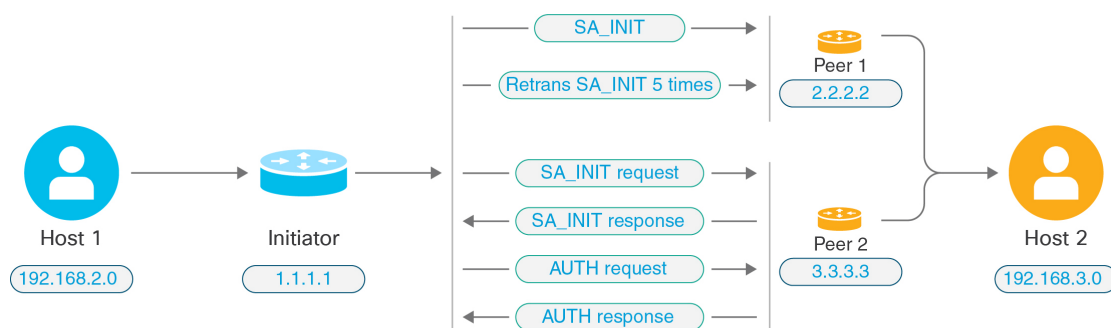 SA_INIT
Retrans SA_INIT 5 times
Peer 1
2.2.2.2
Host 1
192.168.2.0
Initiator
1.1.1.1
SA_INIT request
SA_INIT response
AUTH request
AUTH response
Peer 2
3.3.3.3
Host 2
192.168.3.0